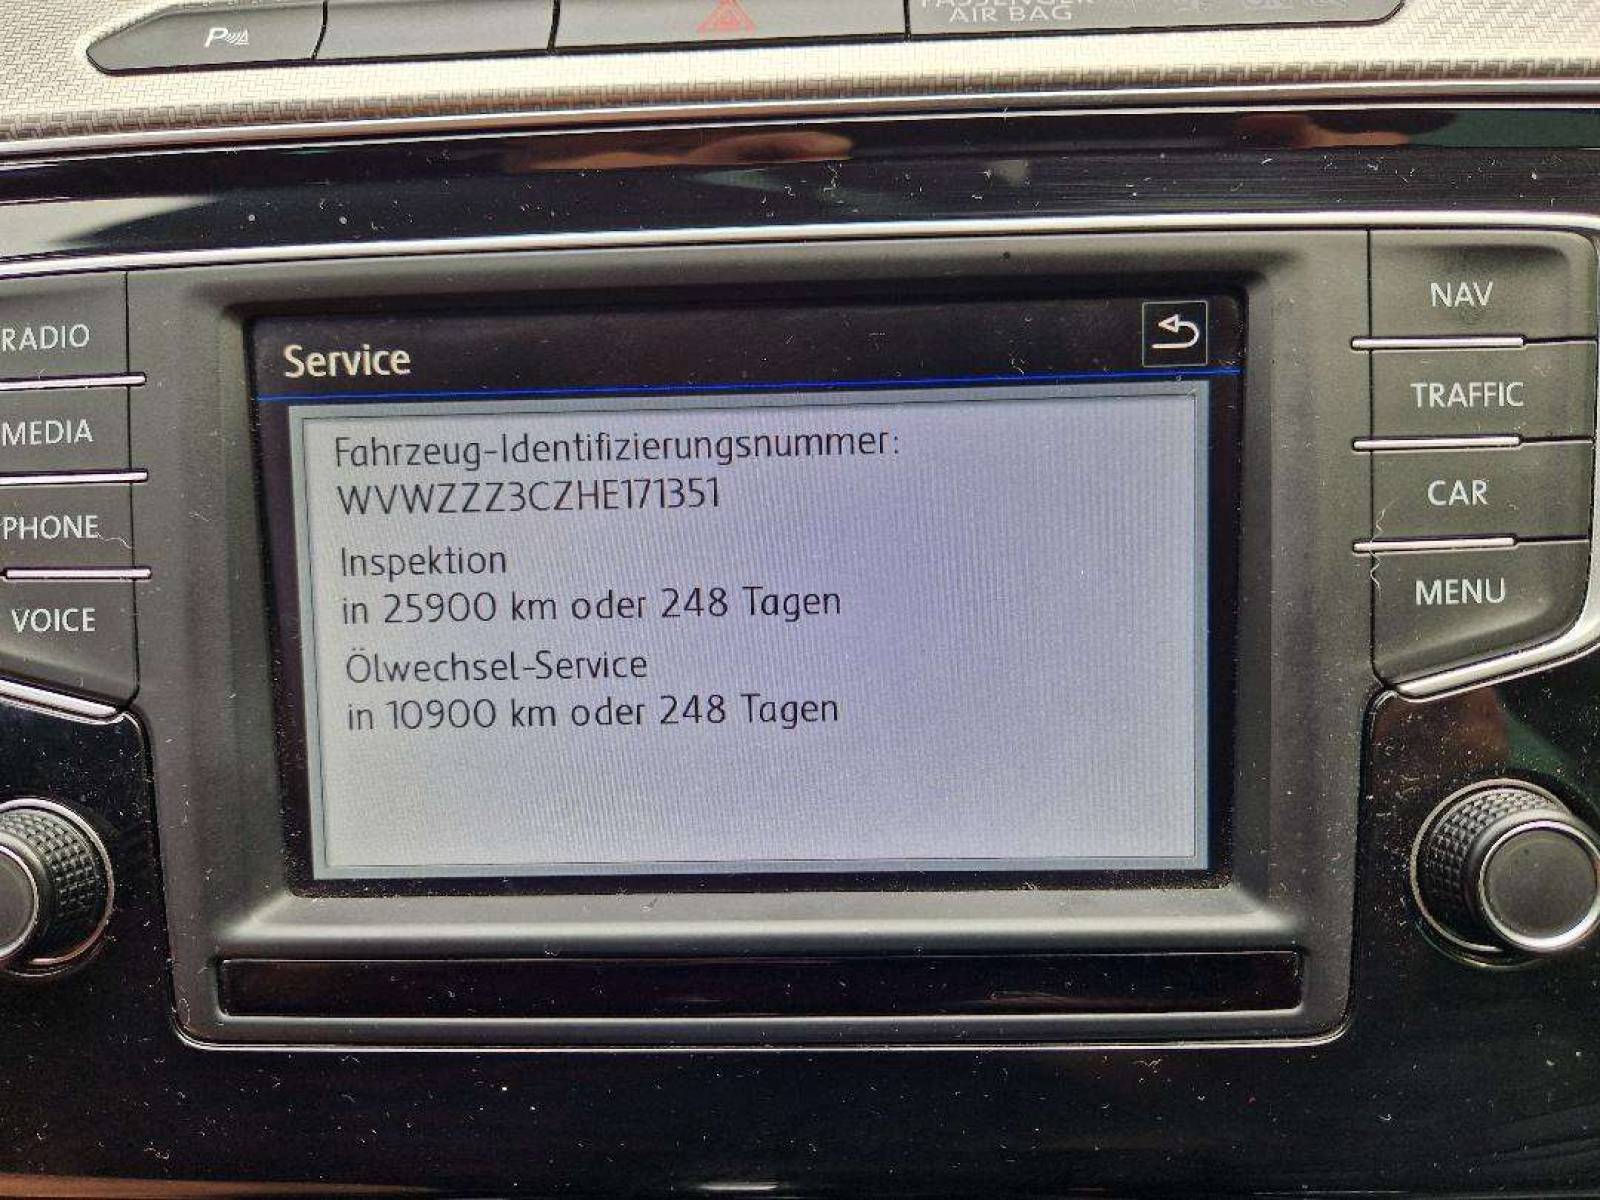 PASSENGER
AIR BAG
P
RADIO
MEDIA
PHONE
VOICE
Service
Fahrzeug-Identifizierungsnummer:
WVWZZZ3CZHE171351
Inspektion
in 25900 km oder 248 Tagen
Ölwechsel-Service
in 10900 km oder 248 Tagen
NAV
TRAFFIC
CAR
MENU